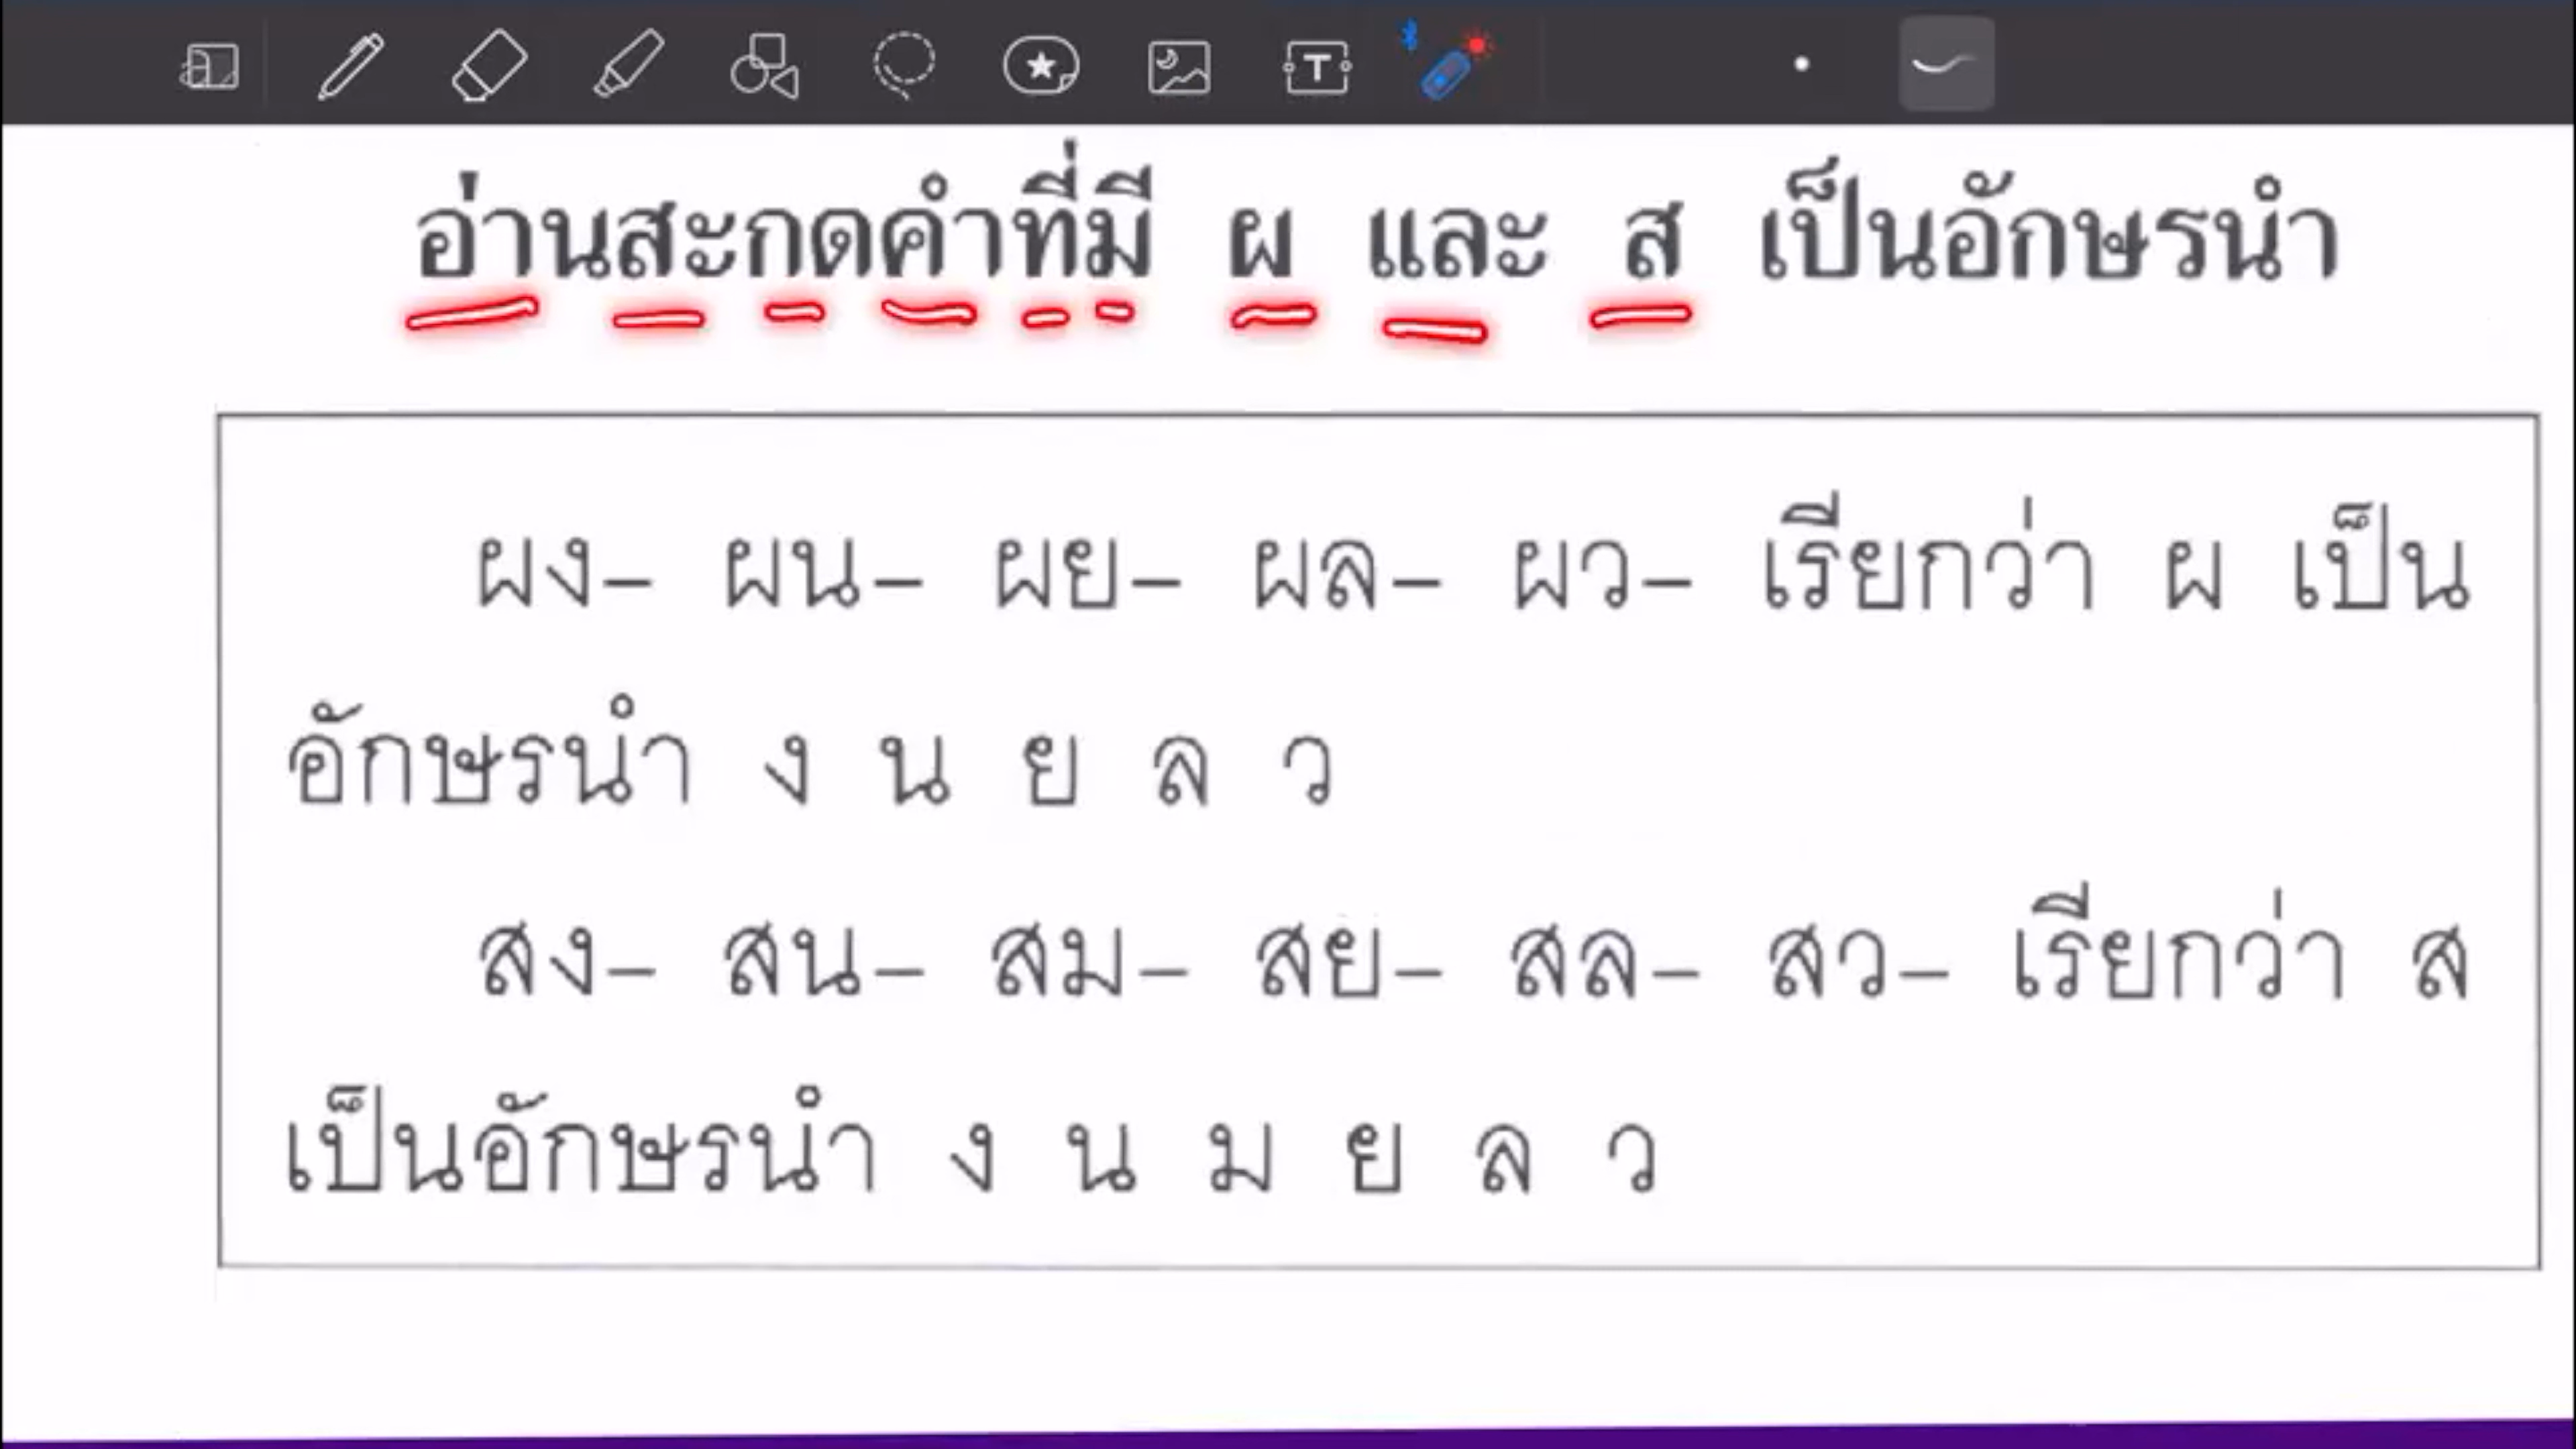 อ่านสะกดคำที่มี ผ และ ส เป็นอักษรนำ
ผง– ผน– ผย– ผล– ผว– เรียกว่า ผ เป็น
อักษรนำ ง น ย ล ว
สง– สน– สม– สย– สล– สว– เรียกว่า ส
เป็นอักษรนำ ง น ม ย ล ว